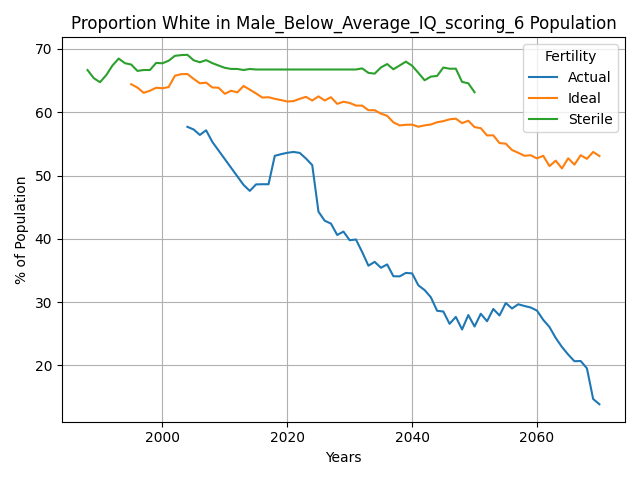 Proportion White in Male_Below_Average_IQ_scoring_6 Population
Fertility
Actual
Ideal
Sterile
% of Population
70
60
50
40
30
20
2000
2020
2040
2060
Years